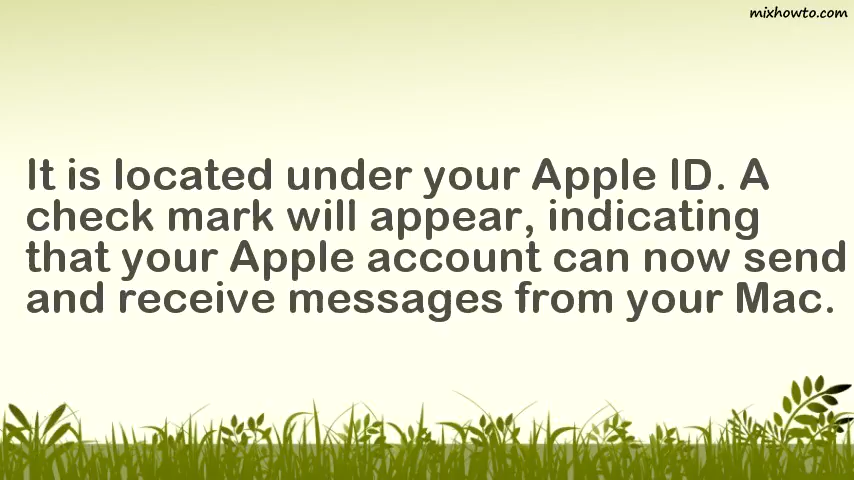 mixhowto.com
It is located under your Apple ID. A
check mark will appear, indicating
that your Apple account can now send
and receive messages from your Mac.